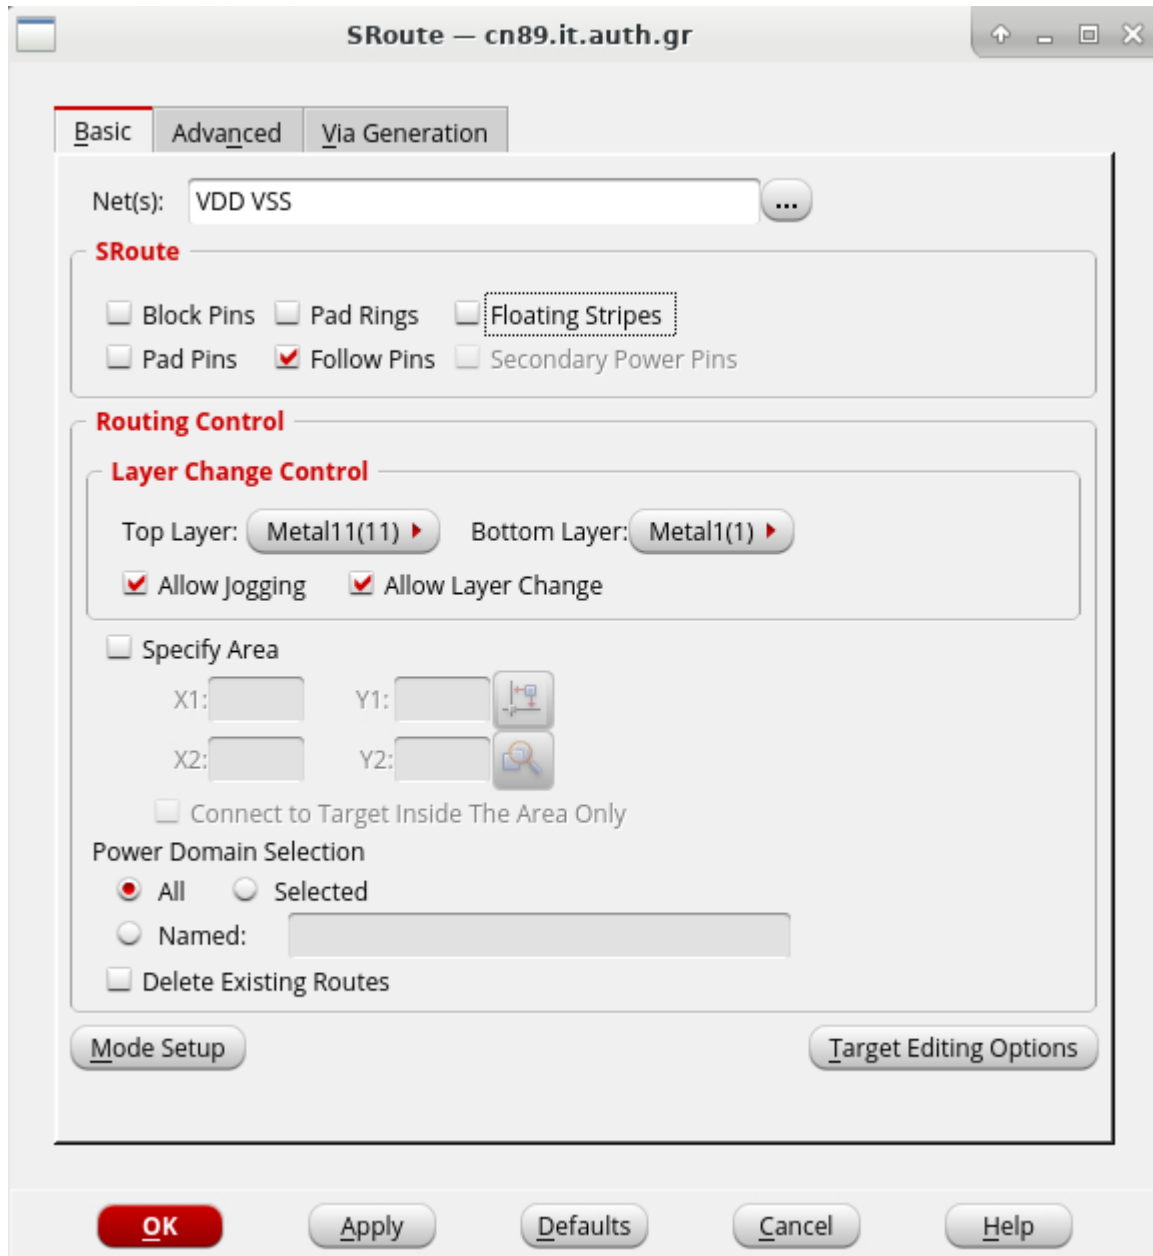 SRoute — cn89.it.auth.gr
Basic Advanced Via Generation
Net(s): VDD VSS ...
SRoute
Block Pins Pad Rings Floating Stripes
Pad Pins Follow Pins Secondary Power Pins
Routing Control
Layer Change Control
Top Layer: Metal11(11) Bottom Layer: Metal1(1)
Allow Jogging Allow Layer Change
Specify Area
X1: Y1:
X2: Y2:
Connect to Target Inside The Area Only
Power Domain Selection
All Selected
Named:
Delete Existing Routes
Mode Setup Target Editing Options
OK Apply Defaults Cancel Help